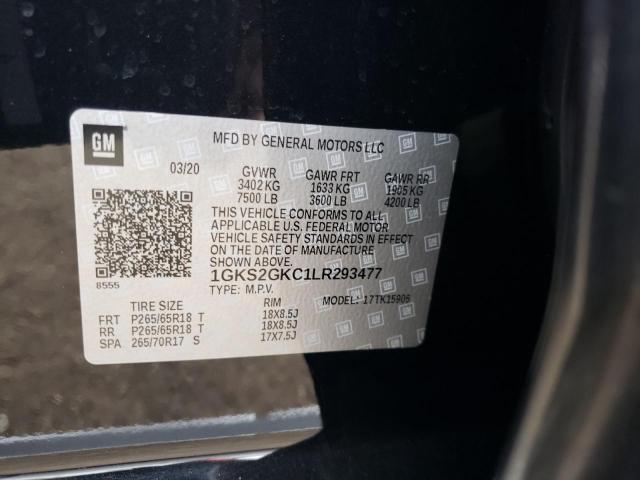 GM
MFD BY GENERAL MOTORS LLC
03/20 GVWR GAWR FRT GAWR RR
3402 KG 1633 KG 1905 KG
7500 LB 3600 LB 4200 LB
THIS VEHICLE CONFORMS TO ALL
APPLICABLE U.S. FEDERAL MOTOR
VEHICLE SAFETY STANDARDS IN EFFECT
ON THE DATE OF MANUFACTURE
SHOWN ABOVE.
1GKS2GKC1LR293477
8555 TYPE: M.P.V. MODEL: 17TK15906
TIRE SIZE RIM
FRT P265/65R18 T 18X8.5J
RR P265/65R18 T 18X8.5J
SPA 265/70R17 S 17X7.5J